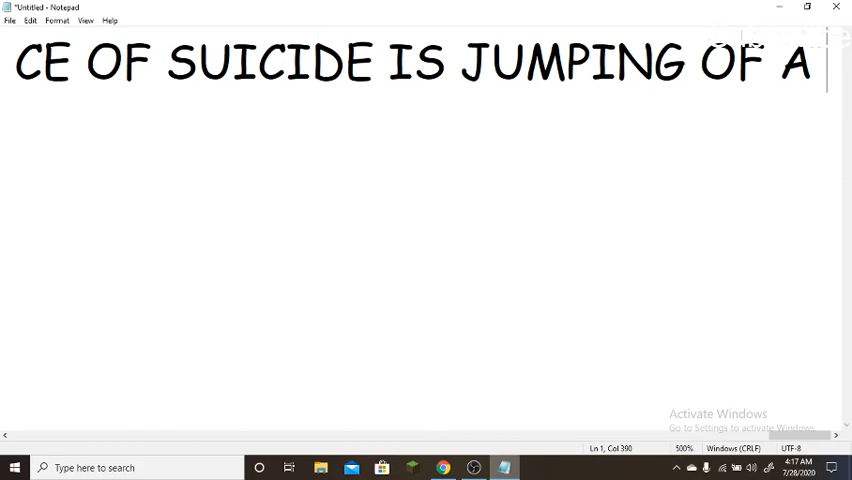 *Untitled - Notepad
File Edit Format View Help
CE OF SUICIDE IS JUMPING OF A
Activate Windows
Go to Settings to activate Windows.
Ln 1, Col 390 500% Windows (CRLF) UTF-8
Type here to search
4:17 AM
7/28/2020